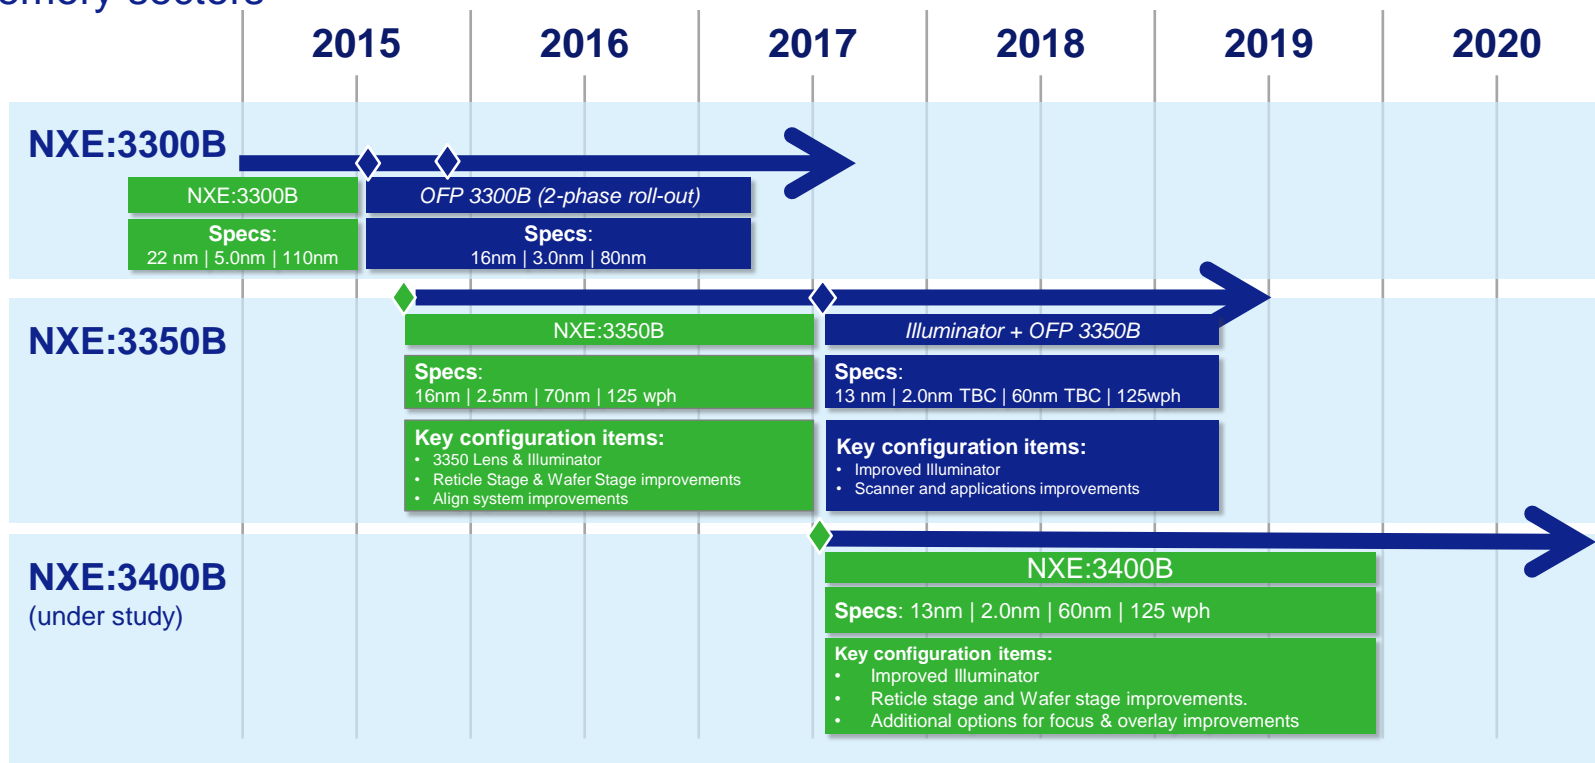 2015 2016 2017 2018 2019 2020
NXE:3300B
NXE:3300B
OFP 3300B (2-phase roll-out)
Specs:
22 nm | 5.0nm | 110nm
Specs:
16nm | 3.0nm | 80nm
NXE:3350B
NXE:3350B
Illuminator + OFP 3350B
Specs:
16nm | 2.5nm | 70nm | 125 wph
Specs:
13 nm | 2.0nm TBC | 60nm TBC | 125wph
Key configuration items:
• 3350 Lens & Illuminator
• Reticle Stage & Wafer Stage improvements
• Align system improvements
Key configuration items:
• Improved Illuminator
• Scanner and applications improvements
NXE:3400B
(under study)
NXE:3400B
Specs: 13nm | 2.0nm | 60nm | 125 wph
Key configuration items:
• Improved Illuminator
• Reticle stage and Wafer stage improvements.
• Additional options for focus & overlay improvements